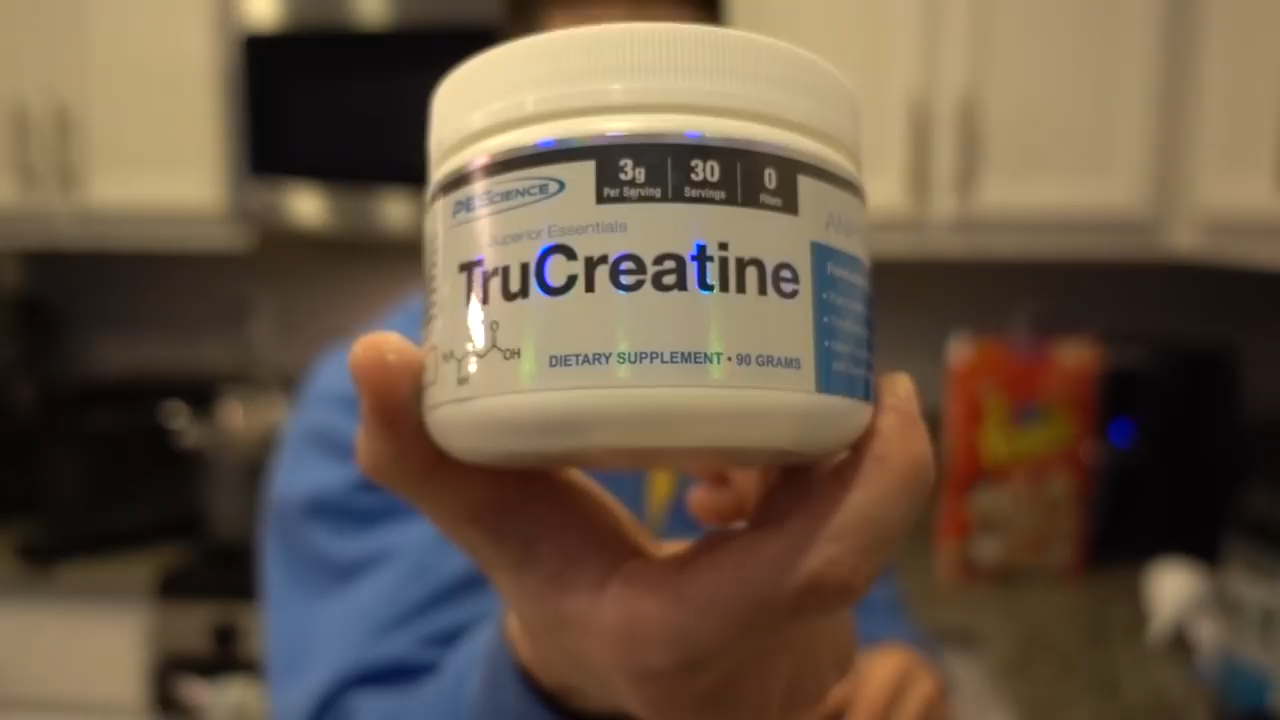 3g 30 0
Per Serving Servings Fillers
PEScience
Superior Essentials
TruCreatine
OH
DIETARY SUPPLEMENT • 90 GRAMS